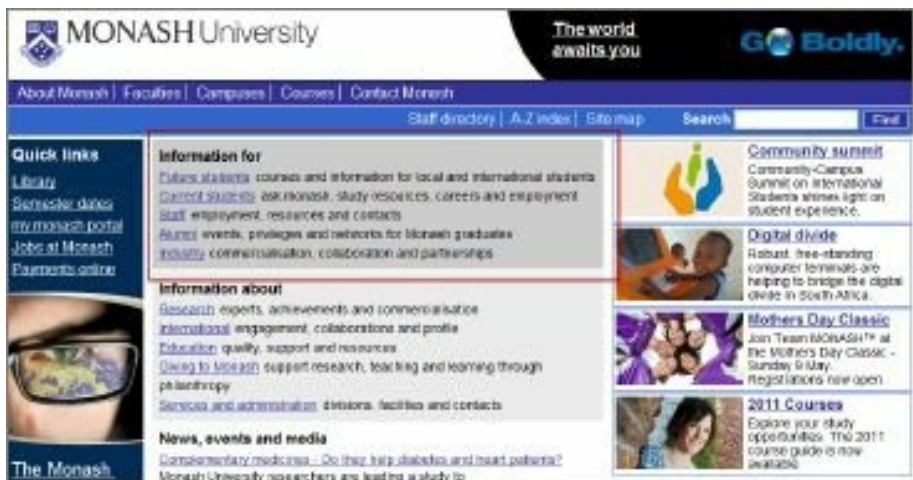 MONASH University
The world
awaits you
GO Boldly.
About Monash | Faculties | Campuses | Courses | Contact Monash
Staff directory | A-Z index | Site map
Search
Find
Quick links
Library
Semester dates
my.monash portal
Jobs at Monash
Payments online
The Monash
Information for
Future students courses and information for local and international students
Current students ask.monash, study resources, careers and employment
Staff employment, resources and contacts
Alumni events, privileges and networks for Monash graduates
Industry commercialisation, collaboration and partnerships
Information about
Research experts, achievements and commercialisation
International engagement, collaborations and profile
Education quality, support and resources
Giving to Monash support research, teaching and learning through
philanthropy
Services and administration divisions, facilities and contacts
News, events and media
Complementary medicines - Do they help diabetes and heart patients?
Monash University researchers are leading a study to
Community summit
Community-Campus
Summit on International
Students shines light on
student experience.
Digital divide
Robust, free-standing
computer terminals are
helping to bridge the digital
divide in South Africa.
Mothers Day Classic
Join Team MONASH™ at
the Mothers Day Classic -
Sunday 9 May.
Registrations now open.
2011 Courses
Explore your study
opportunities. The 2011
course guide is now
available.